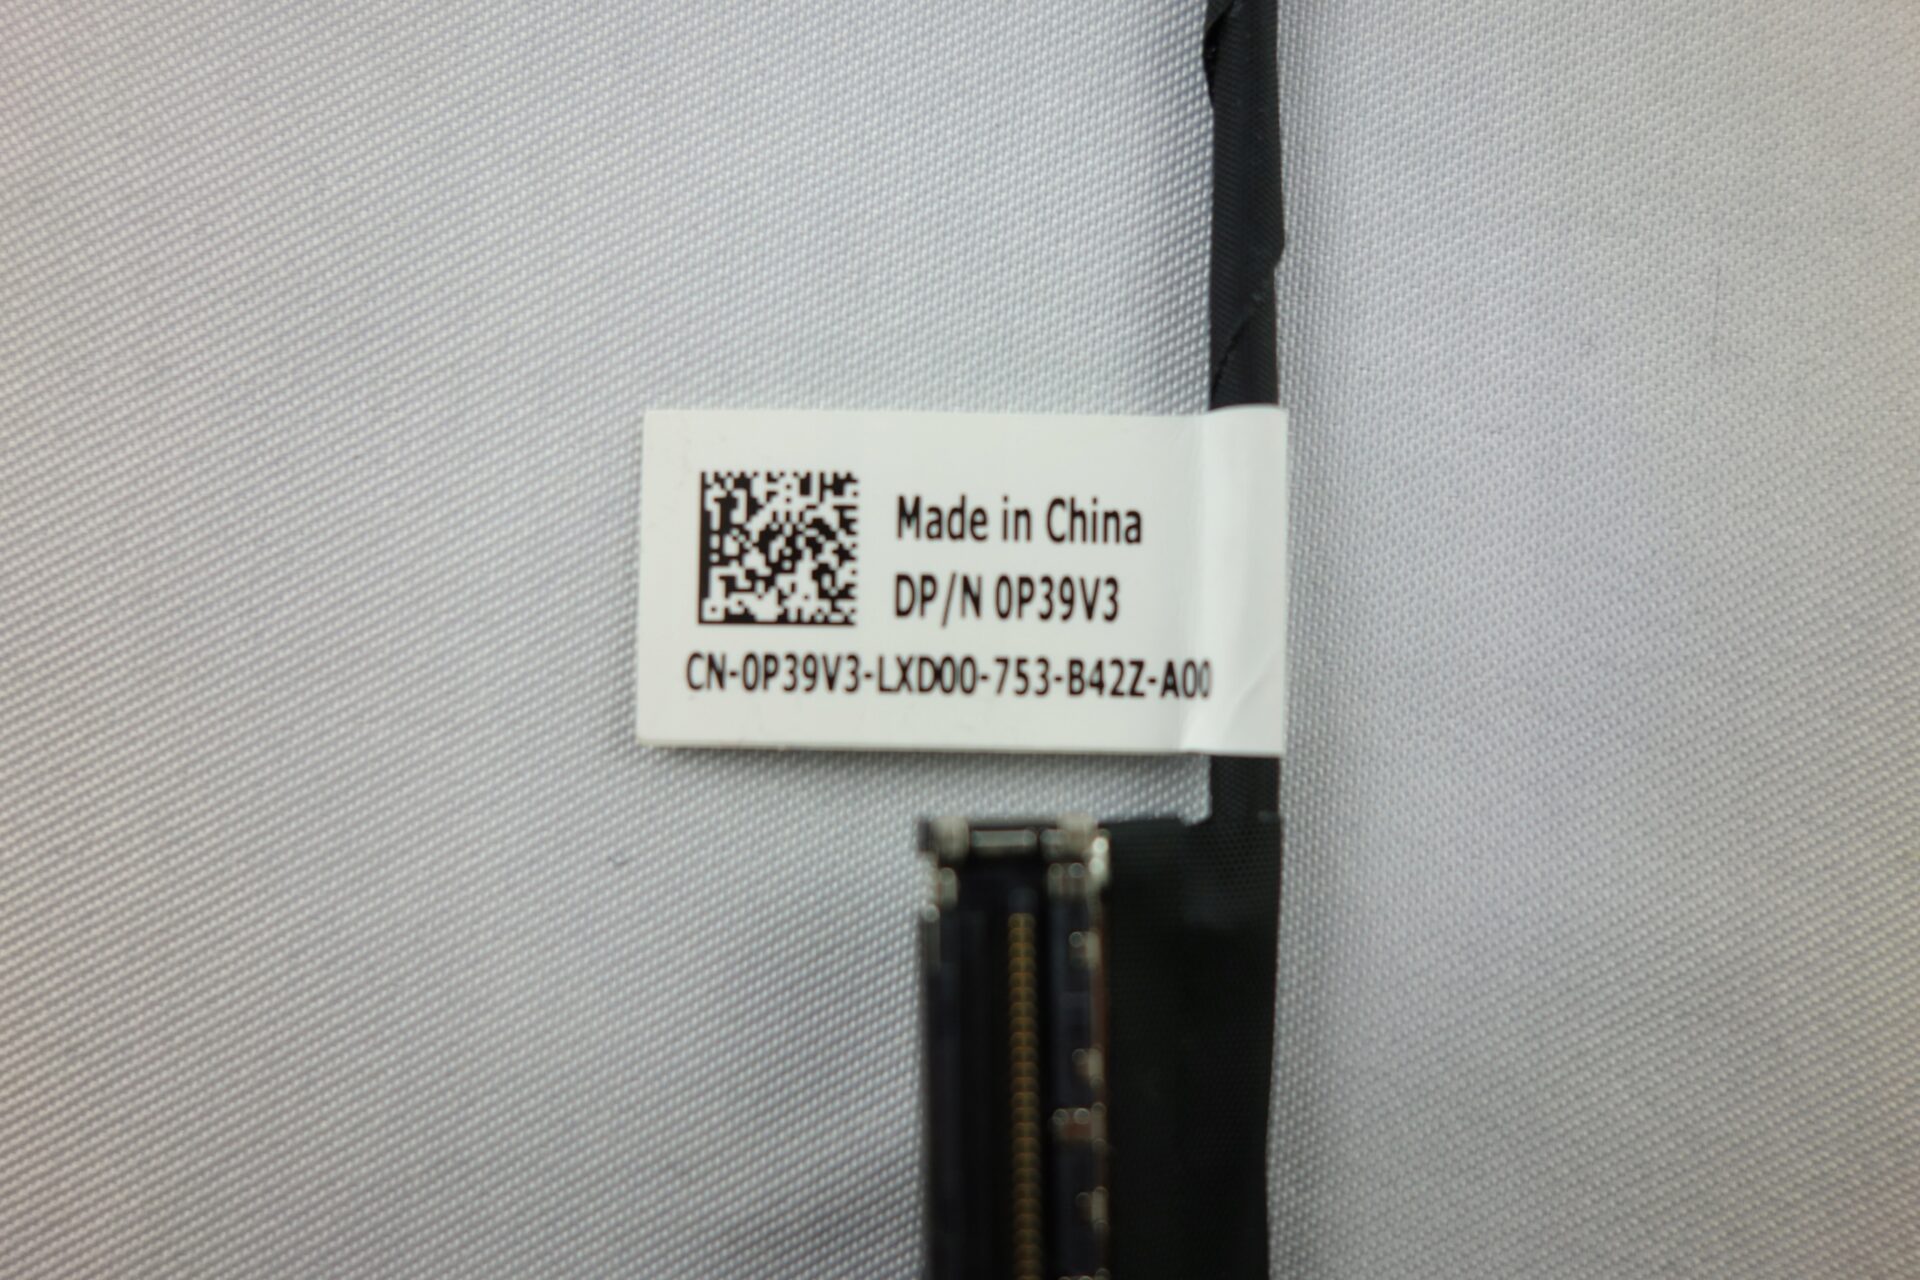 Made in China
DP/N 0P39V3
CN-0P39V3-LXD00-753-B42Z-A00